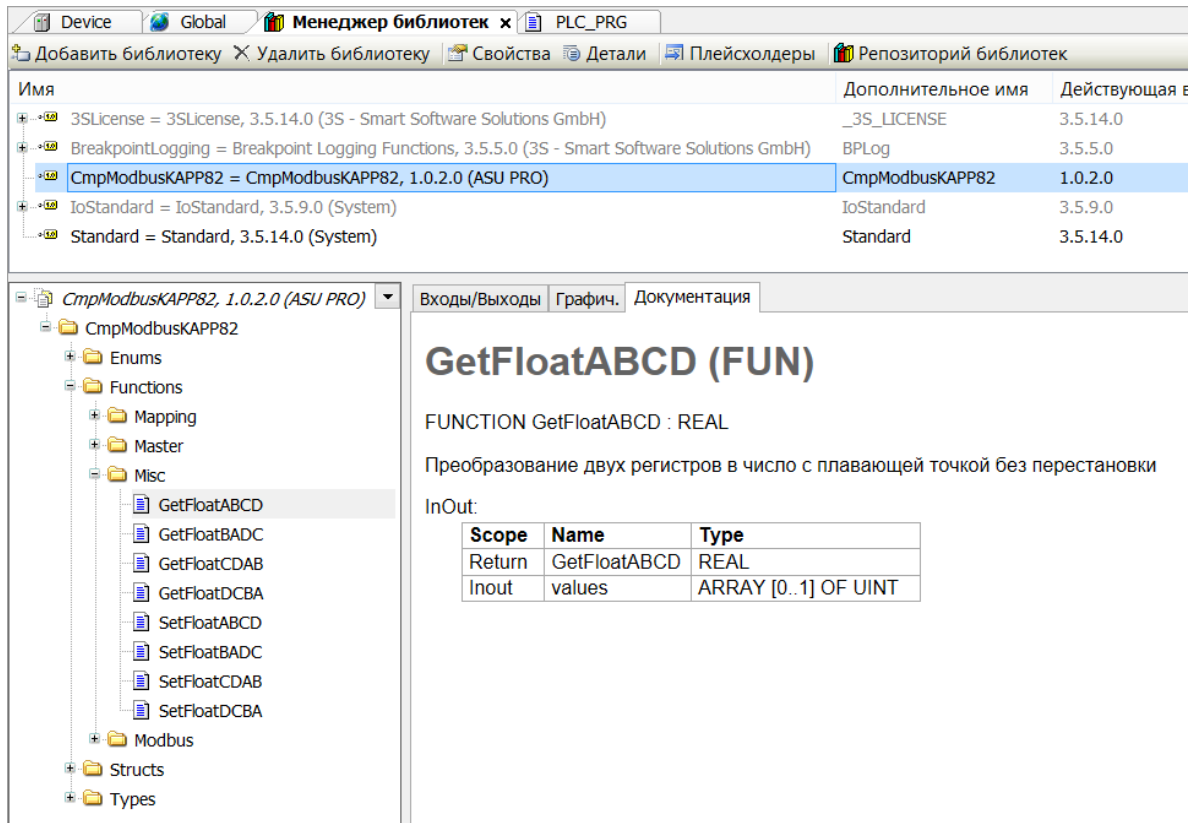 Device Global Менеджер библиотек x PLC_PRG
Добавить библиотеку Удалить библиотеку Свойства Детали Плейсхолдеры Репозиторий библиотек
Имя Дополнительное имя Действующая в
3SLicense = 3SLicense, 3.5.14.0 (3S - Smart Software Solutions GmbH) _3S_LICENSE 3.5.14.0
BreakpointLogging = Breakpoint Logging Functions, 3.5.5.0 (3S - Smart Software Solutions GmbH) BPLog 3.5.5.0
CmpModbusKAPP82 = CmpModbusKAPP82, 1.0.2.0 (ASU PRO) CmpModbusKAPP82 1.0.2.0
IoStandard = IoStandard, 3.5.9.0 (System) IoStandard 3.5.9.0
Standard = Standard, 3.5.14.0 (System) Standard 3.5.14.0
CmpModbusKAPP82, 1.0.2.0 (ASU PRO)
CmpModbusKAPP82
Enums
Functions
Mapping
Master
Misc
GetFloatABCD
GetFloatBADC
GetFloatCDAB
GetFloatDCBA
SetFloatABCD
SetFloatBADC
SetFloatCDAB
SetFloatDCBA
Modbus
Structs
Types
Входы/Выходы Графич. Документация
GetFloatABCD (FUN)
FUNCTION GetFloatABCD : REAL
Преобразование двух регистров в число с плавающей точкой без перестановки
InOut:
Scope Name Type
Return GetFloatABCD REAL
Inout values ARRAY [0..1] OF UINT